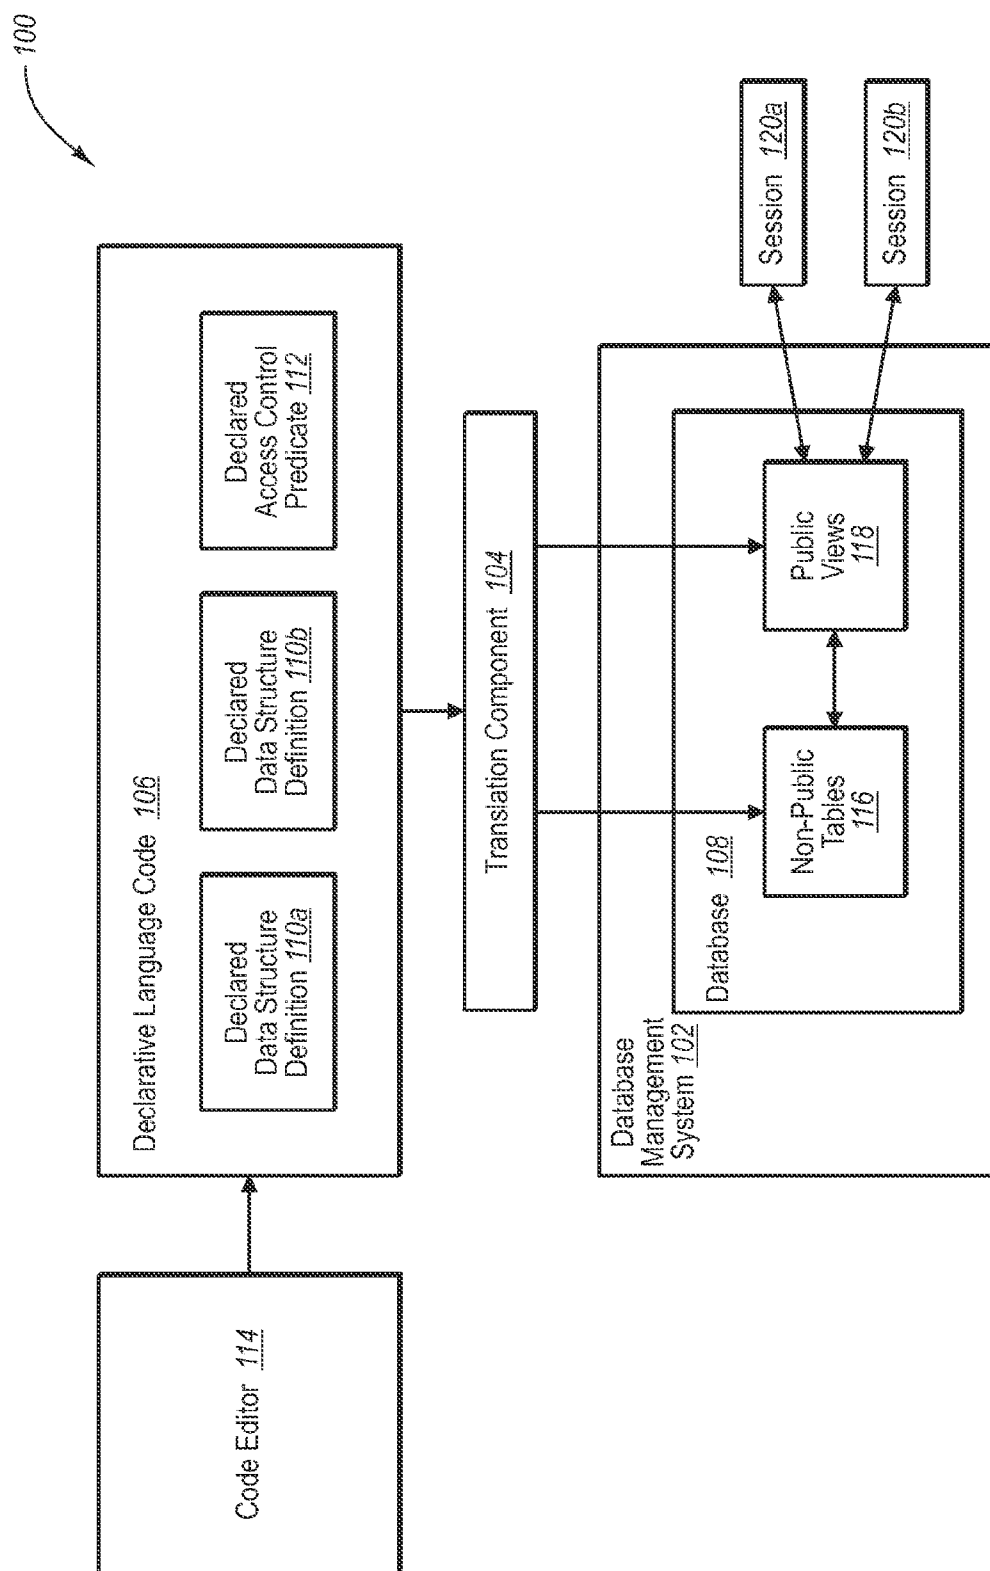 100
Code Editor 114
Declarative Language Code 106
Declared
Data Structure
Definition 110a
Declared
Data Structure
Definition 110b
Declared
Access Control
Predicate 112
Translation Component 104
Database
Management
System 102
Database 108
Non-Public
Tables
116
Public
Views
118
Session 120a
Session 120b